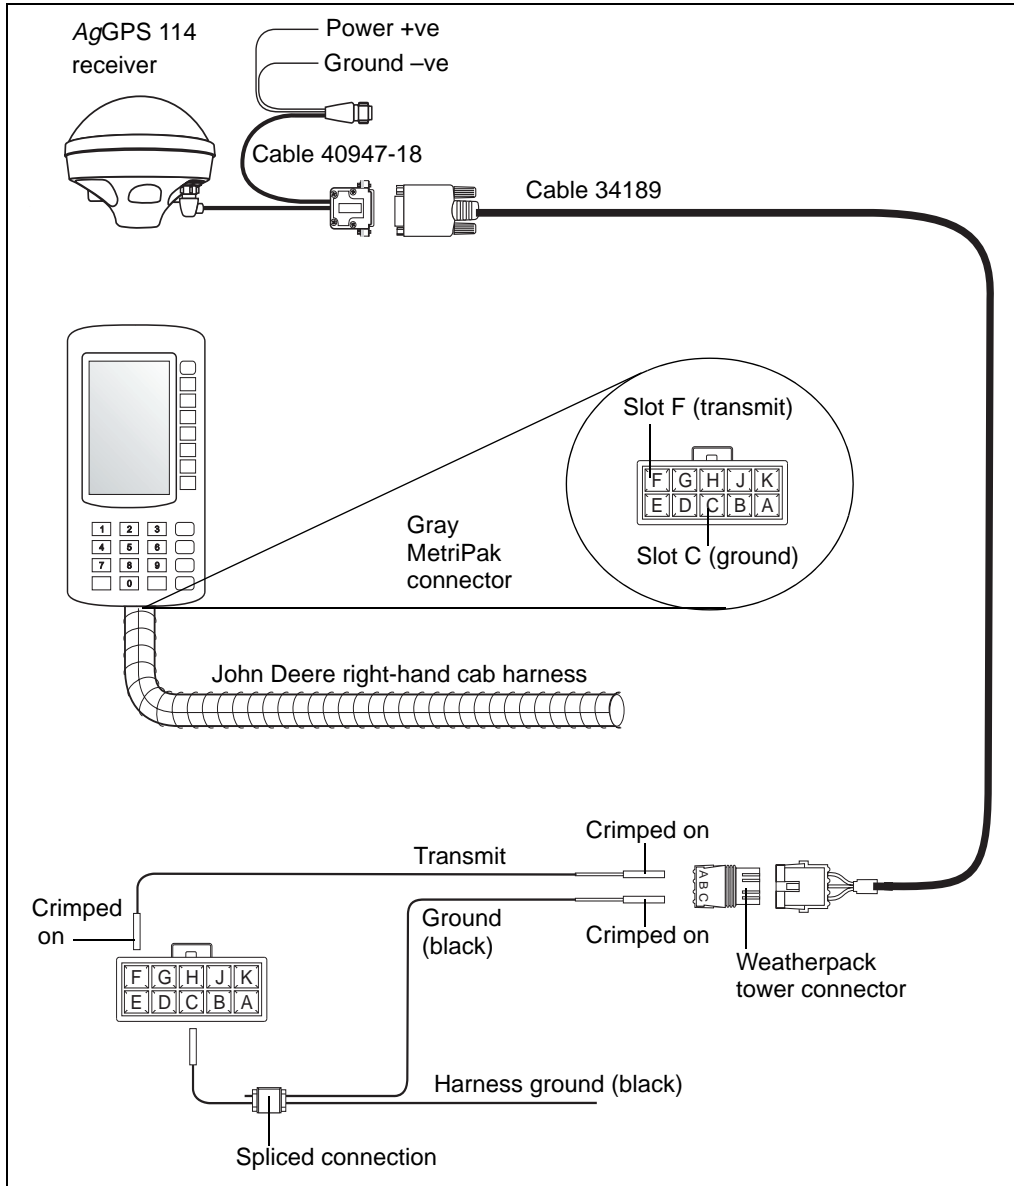 AgGPS 114
receiver
Power +ve
Ground –ve
Cable 40947-18
Cable 34189
Slot F (transmit)
F G H J K
E D C B A
Slot C (ground)
Gray
MetriPak
connector
1 2 3
4 5 6
7 8 9
0
John Deere right-hand cab harness
Crimped on
Transmit
A B C
Crimped
on
Ground
(black)
Crimped on
Weatherpack
tower connector
F G H J K
E D C B A
Harness ground (black)
Spliced connection